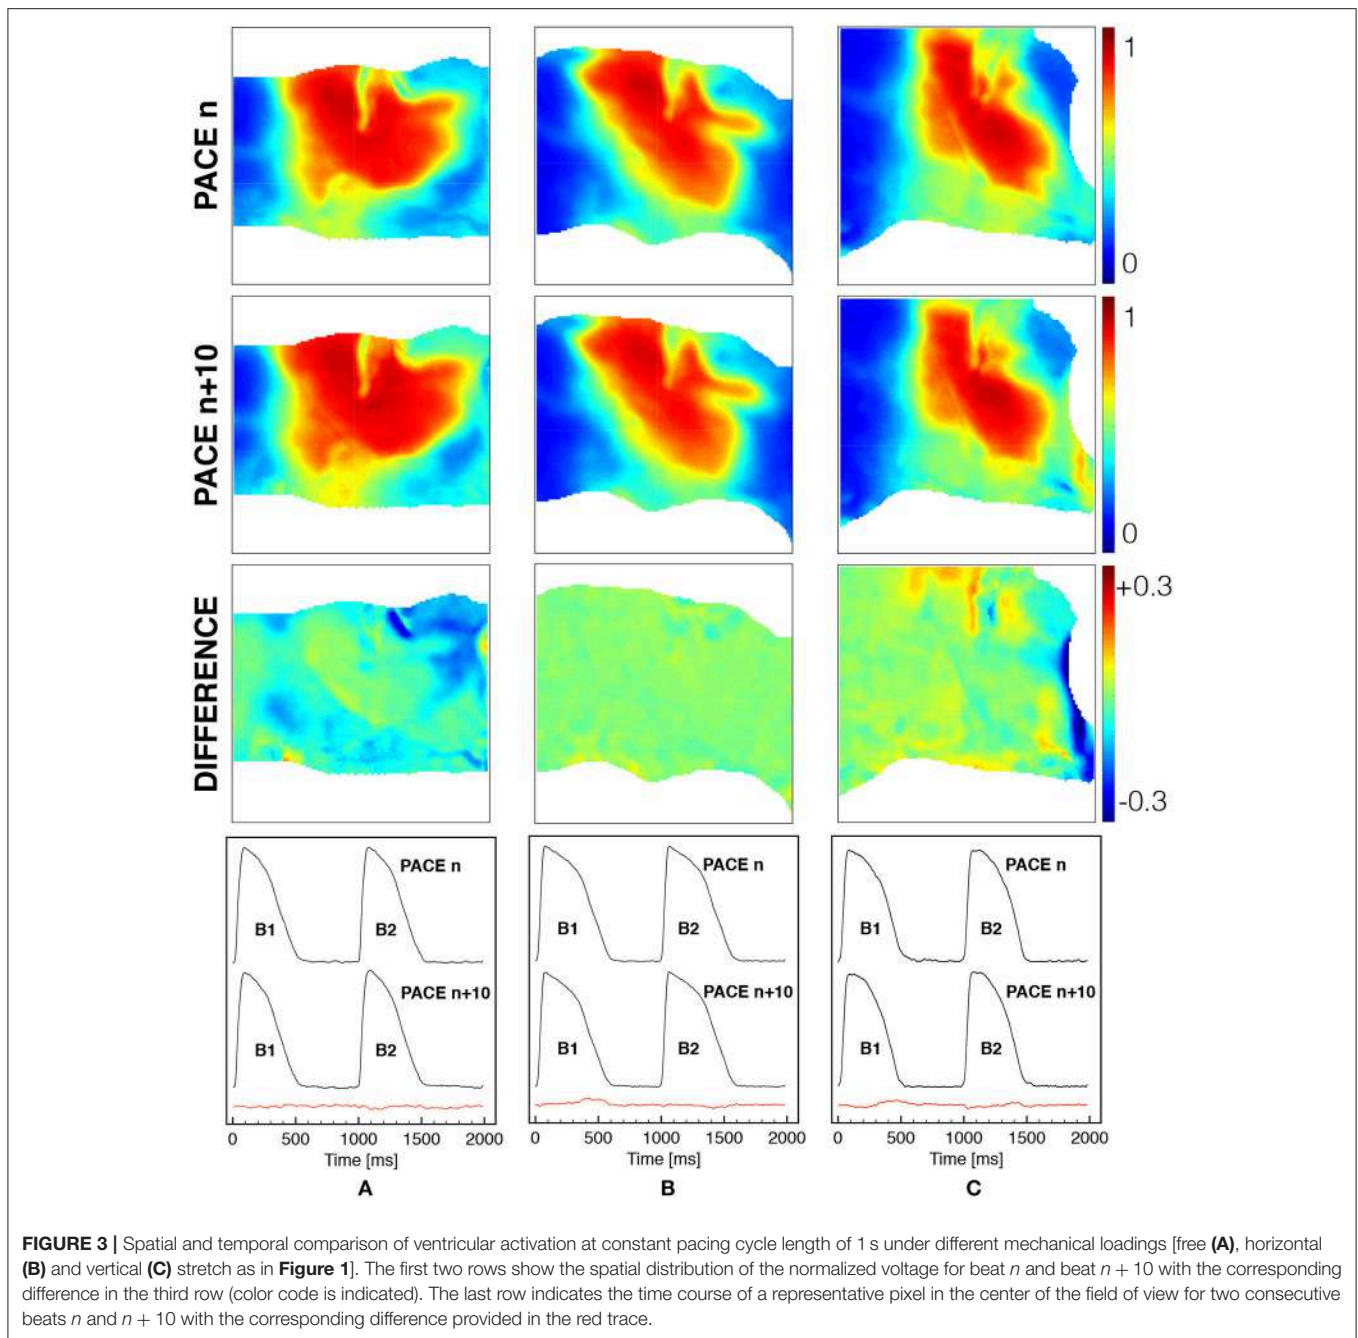 PACE n
1
0
PACE n+10
1
0
DIFFERENCE
+0.3
-0.3
PACE n
B1
B2
PACE n+10
B1
B2
0 500 1000 1500 2000
Time [ms]
A
PACE n
B1
B2
PACE n+10
B1
B2
0 500 1000 1500 2000
Time [ms]
B
PACE n
B1
B2
PACE n+10
B1
B2
0 500 1000 1500 2000
Time [ms]
C
FIGURE 3 | Spatial and temporal comparison of ventricular activation at constant pacing cycle length of 1 s under different mechanical loadings [free (A), horizontal
(B) and vertical (C) stretch as in Figure 1]. The first two rows show the spatial distribution of the normalized voltage for beat n and beat n + 10 with the corresponding
difference in the third row (color code is indicated). The last row indicates the time course of a representative pixel in the center of the field of view for two consecutive
beats n and n + 10 with the corresponding difference provided in the red trace.